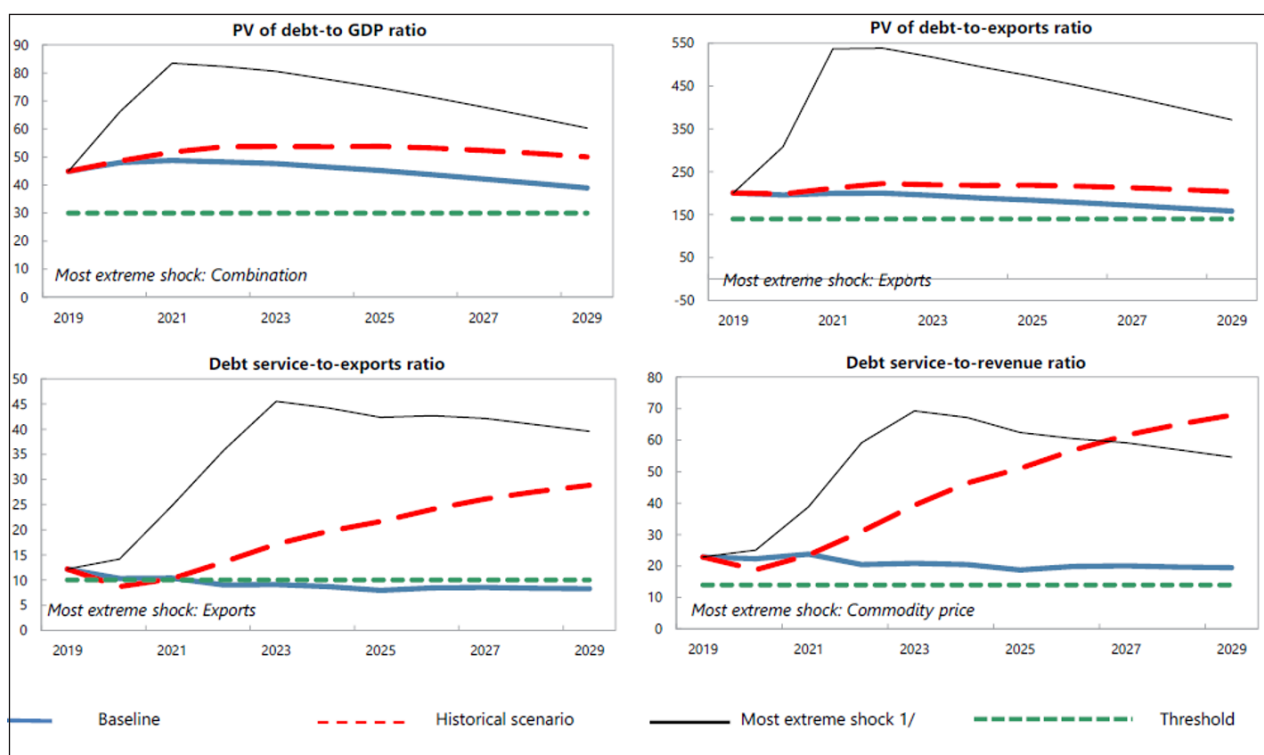 PV of debt-to GDP ratio
90
80
70
60
50
40
30
20
10
0
Most extreme shock: Combination
2019 2021 2023 2025 2027 2029
PV of debt-to-exports ratio
550
450
350
250
150
50
-50
Most extreme shock: Exports
2019 2021 2023 2025 2027 2029
Debt service-to-exports ratio
50
45
40
35
30
25
20
15
10
5
0
Most extreme shock: Exports
2019 2021 2023 2025 2027 2029
Debt service-to-revenue ratio
80
70
60
50
40
30
20
10
0
Most extreme shock: Commodity price
2019 2021 2023 2025 2027 2029
Baseline Historical scenario Most extreme shock 1/ Threshold